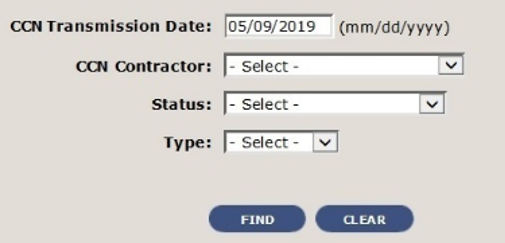 CCN Transmission Date: 05/09/2019 (mm/dd/yyyy)
CCN Contractor: - Select -
Status: - Select -
Type: - Select -
FIND CLEAR